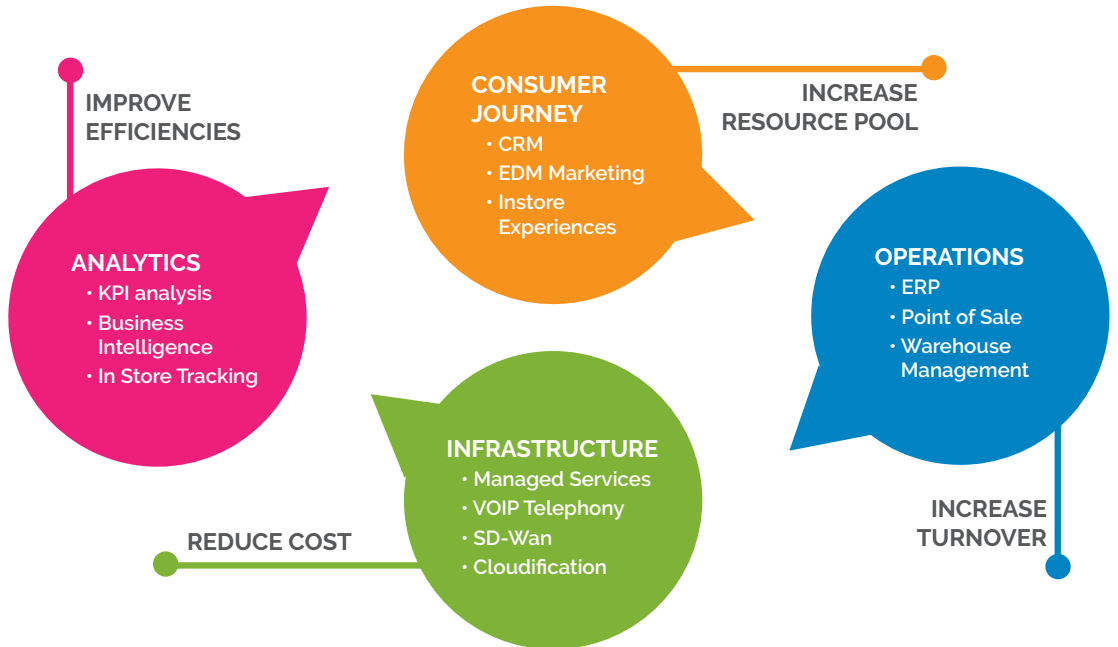 IMPROVE
EFFICIENCIES
ANALYTICS
• KPI analysis
• Business
Intelligence
• In Store Tracking
CONSUMER
JOURNEY
• CRM
• EDM Marketing
• Instore
Experiences
INCREASE
RESOURCE POOL
OPERATIONS
• ERP
• Point of Sale
• Warehouse
Management
INCREASE
TURNOVER
INFRASTRUCTURE
• Managed Services
• VOIP Telephony
• SD-Wan
• Cloudification
REDUCE COST